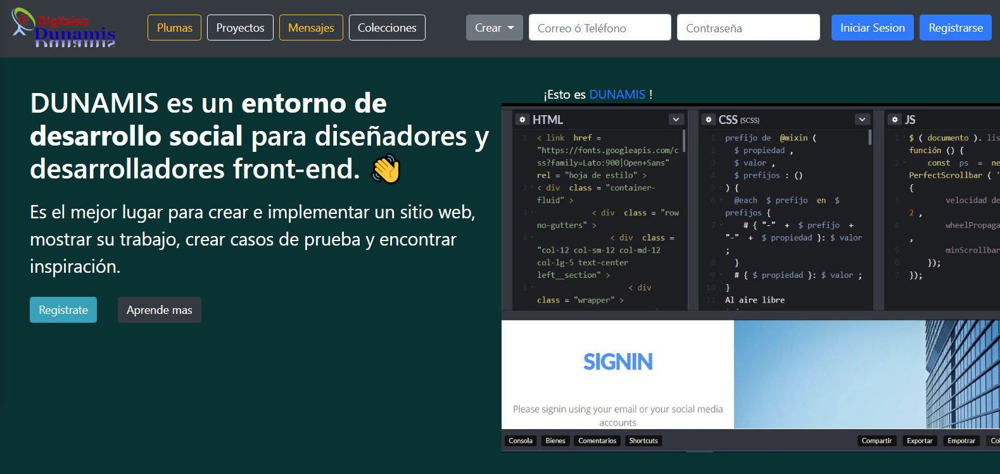 @ Digitales
Dunamis
Plumas Proyectos Mensajes Colecciones Crear Correo ó Teléfono Contraseña Iniciar Sesion Registrarse
DUNAMIS es un entorno de
desarrollo social para diseñadores y
desarrolladores front-end.
Es el mejor lugar para crear e implementar un sitio web,
mostrar su trabajo, crear casos de prueba y encontrar
inspiración.
Registrate Aprende mas
¡Esto es DUNAMIS !
HTML
1 < link href =
"https://fonts.googleapis.com/c
ss?family=Lato:900|Open+Sans"
rel = "hoja de estilo" >
2 < div class = "container-
fluid" >
3 < div class = "row
no-gutters" >
4 < div class =
"col-12 col-sm-12 col-md-12
col-lg-5 text-center
left__section" >
5 < div
class = "wrapper" >
CSS (SCSS)
1 prefijo de @mixin (
2 $ propiedad ,
3 $ valor ,
4 $ prefijos : ()
5 ) {
6 @each $ prefijo en $
prefijos {
7 # { "-" + $ prefijo +
"-" + $ propiedad }: $ valor
;
8 }
9 # { $ propiedad }: $ valor ;
10 }
11 Al aire libre
JS
1 $ ( documento ). lis
función () {
2 const ps = ne
PerfectScrollbar ( '
{
3 velocidad de
2 ,
4 wheelPropaga
,
5 minScrollbar
6 });
7 });
SIGNIN
Please signin using your email or your social media
accounts
Consola Bienes Comentarios Shortcuts Compartir Exportar Empotrar Col